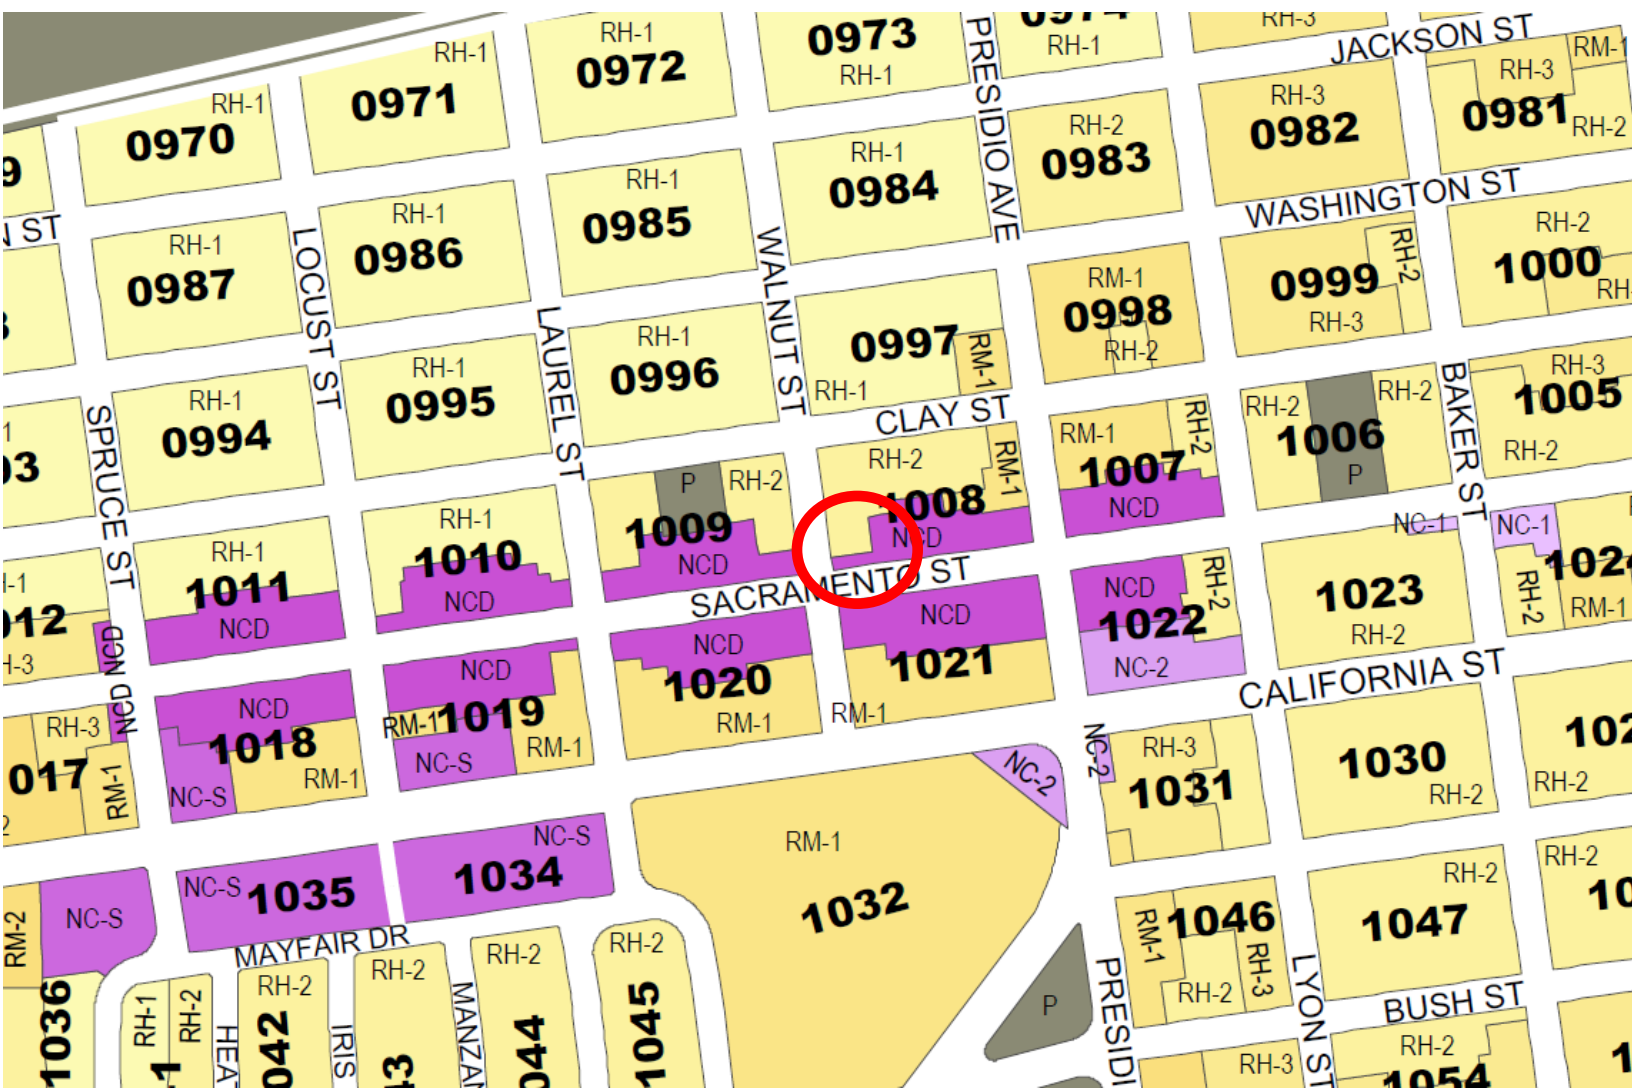 RH-1
0972
0973
RH-1
RH-1
RH-3
JACKSON ST
RM-1
RH-3
0981
RH-2
RH-1
0971
RH-1
0970
PRESIDIO AVE
RH-3
0982
RH-2
0983
RH-1
0984
RH-1
0985
RH-1
0986
RH-1
0987
WASHINGTON ST
RH-2
1000
LOCUST ST
WALNUT ST
RM-1
0998
RH-2
0999
RH-2
RH-3
0997
RM-1
RH-1
LAUREL ST
RH-1
0996
RH-1
0995
RH-1
0994
SPRUCE ST
CLAY ST
BAKER ST
RH-3
1005
RH-2
RH-2
1006
RH-2
P
RM-1
RH-2
1007
NCD
RH-2
RM-1
1008
NCD
P
RH-2
1009
NCD
RH-1
1010
NCD
RH-1
1011
NCD
NCD
NCD
SACRAMENTO ST
NC-1
NC-1
RH-2
RM-1
1023
RH-2
NCD
RH-2
1022
NC-2
NCD
1021
RM-1
NCD
1020
RM-1
NCD
RM-1
1019
NC-S
RM-1
NCD
1018
NC-S
RM-1
RH-3
RM-1
CALIFORNIA ST
NC-2
NC-2
RH-3
1031
1030
RH-2
RH-2
RM-1
1032
NC-S
1034
NC-S
1035
NC-S
RM-2
MAYFAIR DR
RH-2
RH-2
1047
RM-1
1046
RH-2
RH-3
LYON ST
BUSH ST
P
RH-2
1045
RH-2
RH-2
RH-2
RH-1
RH-2
1036
IRIS
RH-3
RH-2
1054